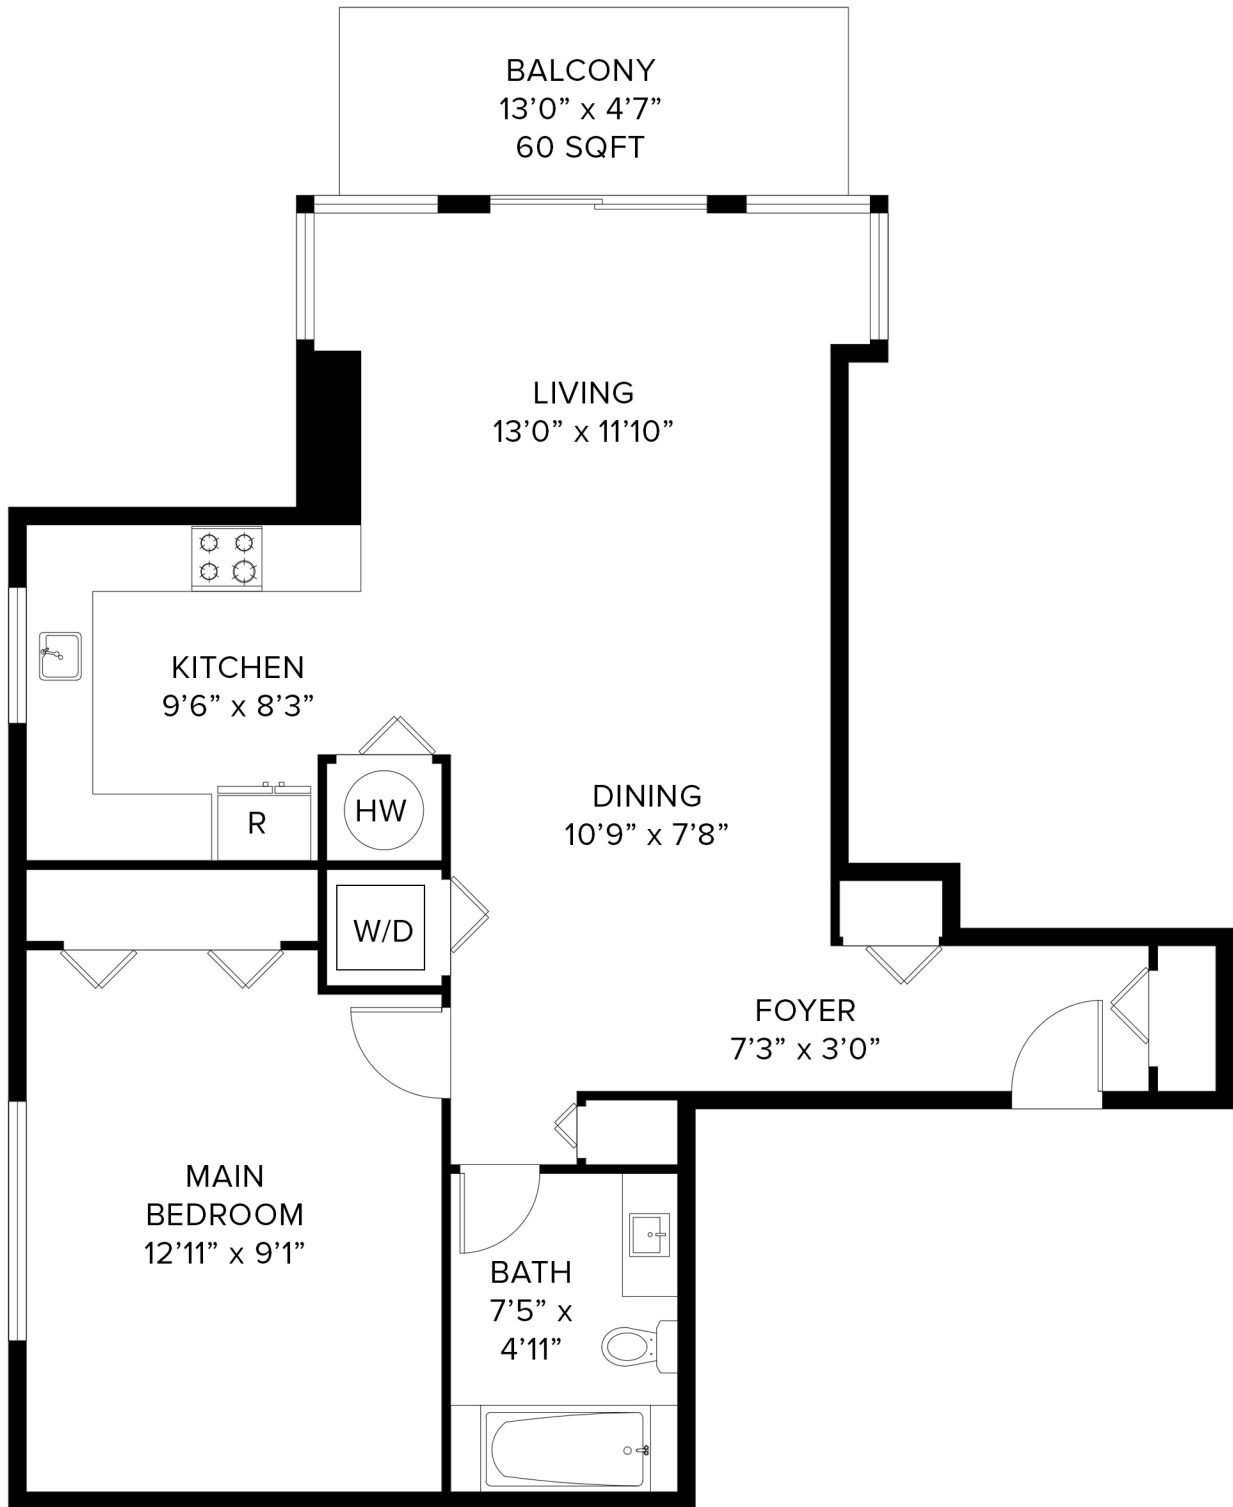 BALCONY
13’0” x 4’7”
60 SQFT
LIVING
13’0” x 11’10”
KITCHEN
9’6” x 8’3”
DINING
10’9” x 7’8”
HW
R
W/D
FOYER
7’3” x 3’0”
MAIN
BEDROOM
12’11” x 9’1”
BATH
7’5” x
4’11”